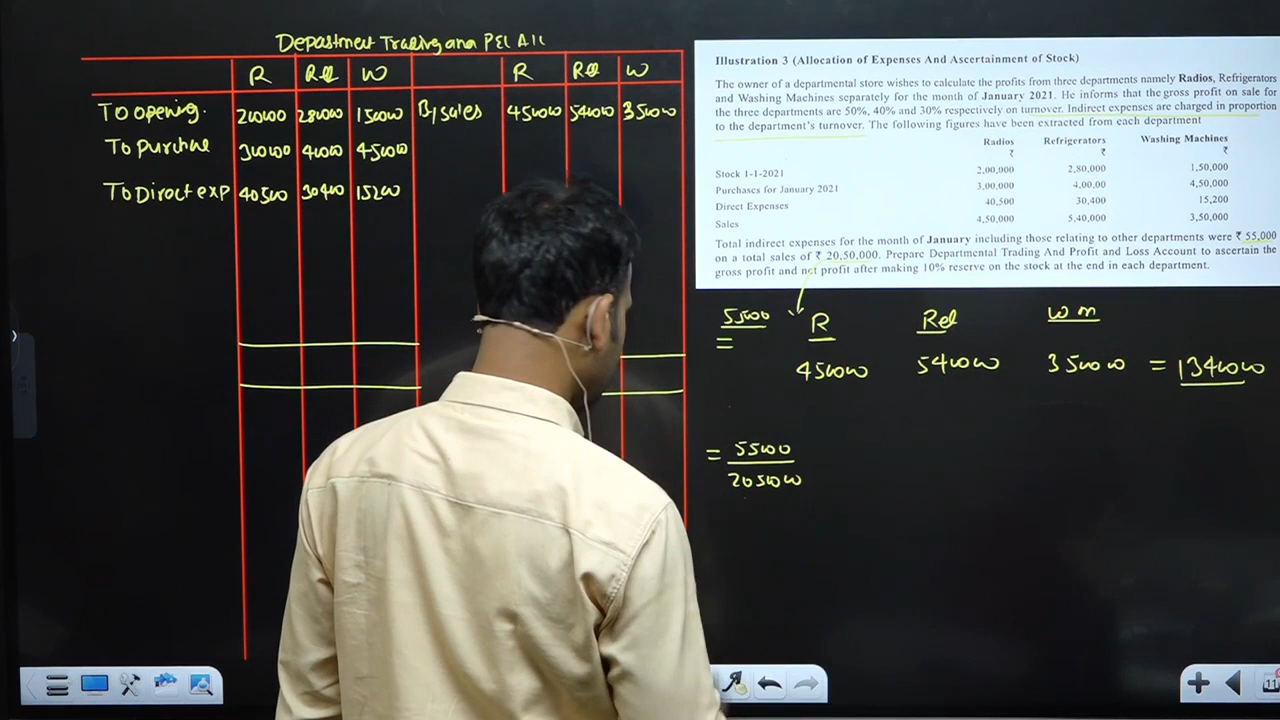 Department Trading and P&L A/c
R Ref W R Ref W
To opening. 200000 280000 150000 By sales 450000 540000 350000
To purchase 300000 400000 450000
To Direct exp 40500 30400 15200
Illustration 3 (Allocation of Expenses And Ascertainment of Stock)
The owner of a departmental store wishes to calculate the profits from three departments namely Radios, Refrigerators
and Washing Machines separately for the month of January 2021. He informs that the gross profit on sale for
the three departments are 50%, 40% and 30% respectively on turnover. Indirect expenses are charged in proportion
to the department's turnover. The following figures have been extracted from each department
Radios Refrigerators Washing Machines
₹ ₹ ₹
Stock 1-1-2021 2,00,000 2,80,000 1,50,000
Purchases for January 2021 3,00,000 4,00,00 4,50,000
Direct Expenses 40,500 30,400 15,200
Sales 4,50,000 5,40,000 3,50,000
Total indirect expenses for the month of January including those relating to other departments were ₹ 55,000
on a total sales of ₹ 20,50,000. Prepare Departmental Trading And Profit and Loss Account to ascertain the
gross profit and net profit after making 10% reserve on the stock at the end in each department.
55000 R Ref W m
=
450000 540000 350000 = 1340000
= 55000
2050000
11